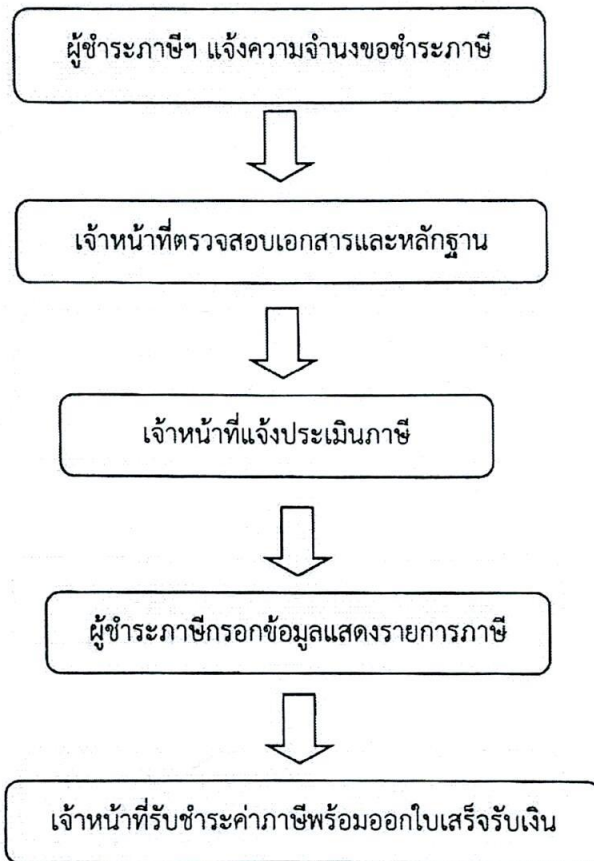 ผู้ชำระภาษีฯ แจ้งความจำนงขอชำระภาษี
เจ้าหน้าที่ตรวจสอบเอกสารและหลักฐาน
เจ้าหน้าที่แจ้งประเมินภาษี
ผู้ชำระภาษีกรอกข้อมูลแสดงรายการภาษี
เจ้าหน้าที่รับชำระค่าภาษีพร้อมออกใบเสร็จรับเงิน